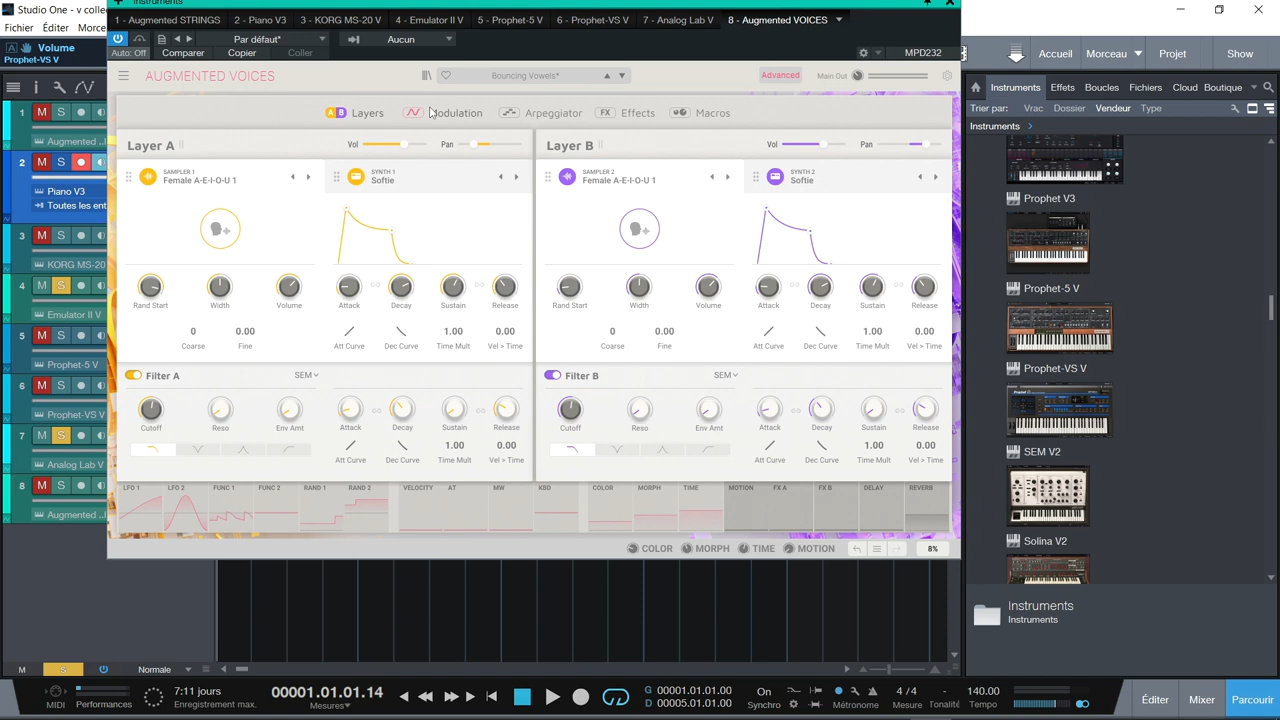 Studio One - v colle
Fichier Éditer Morce
Instruments
1 - Augmented STRINGS 2 - Piano V3 3 - KORG MS-20 V 4 - Emulator II V 5 - Prophet-5 V 6 - Prophet-VS V 7 - Analog Lab V 8 - Augmented VOICES
Par défaut* Aucun
Auto: Off Comparer Copier Coller MPD232
Volume
Prophet-VS V
Accueil Morceau Projet Show
AUGMENTED VOICES Bouncing Vowels* Advanced Main Out
A B Layers Modulation Arpeggiator FX Effects Macros
Layer A Vol Pan Layer B Vol Pan
SAMPLER 1 SYNTH 1 SAMPLER 2 SYNTH 2
Female A-E-I-O-U 1 Softie Female A-E-I-O-U 1 Softie
Rand Start Width Volume Attack Decay Sustain Release Rand Start Width Volume Attack Decay Sustain Release
0 0.00 1.00 0.00 0 0.00 1.00 0.00
Coarse Fine Att Curve Dec Curve Time Mult Vel > Time Coarse Fine Att Curve Dec Curve Time Mult Vel > Time
Filter A SEM Filter B SEM
Cutoff Reso Env Amt Attack Decay Sustain Release Cutoff Reso Env Amt Attack Decay Sustain Release
1.00 0.00 1.00 0.00
Att Curve Dec Curve Time Mult Vel > Time Att Curve Dec Curve Time Mult Vel > Time
LFO 1 LFO 2 FUNC 1 FUNC 2 RAND 1 RAND 2 VELOCITY AT MW KBD COLOR MORPH TIME MOTION FX A FX B DELAY REVERB
COLOR MORPH TIME MOTION 8%
1 M S
Augmented ..
2 M S
Piano V3
Toutes les ent
3 M S
KORG MS-20
4 M S
Emulator II V
5 M S
Prophet-5 V
6 M S
Prophet-VS V
7 M S
Analog Lab V
8 M S
Augmented ..
Instruments Effets Boucles Fichiers Cloud Boutique
Trier par: Vrac Dossier Vendeur Type
Instruments
Prophet V3
Prophet-5 V
Prophet-VS V
SEM V2
Solina V2
Instruments
Instruments
M S Normale
MIDI Performances
7:11 jours
Enregistrement max.
00001.01.01.14
Mesures
G 00001.01.01.00
D 00005.01.01.00
On
Synchro
Métronome
4 / 4
Mesure
-
Tonalité
140.00
Tempo
Éditer Mixer Parcourir